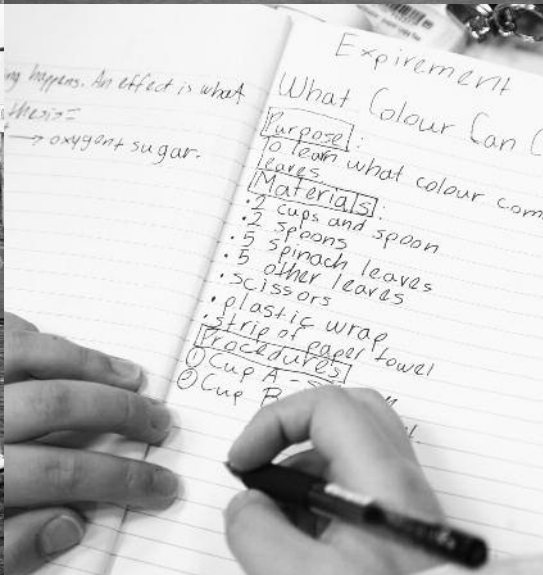 ng happens. An effect is what
thesis=
→ oxygen + sugar.
Expirement
What Colour Can
Purpose:
To learn what colour com
leaves
Materials:
• 2 cups and spoon
• 2 spoons
• 5 spinach leaves
• 5 other leaves
• scissors
• plastic wrap
• strip of paper towel
Procedures
① Cup A -
② Cup B